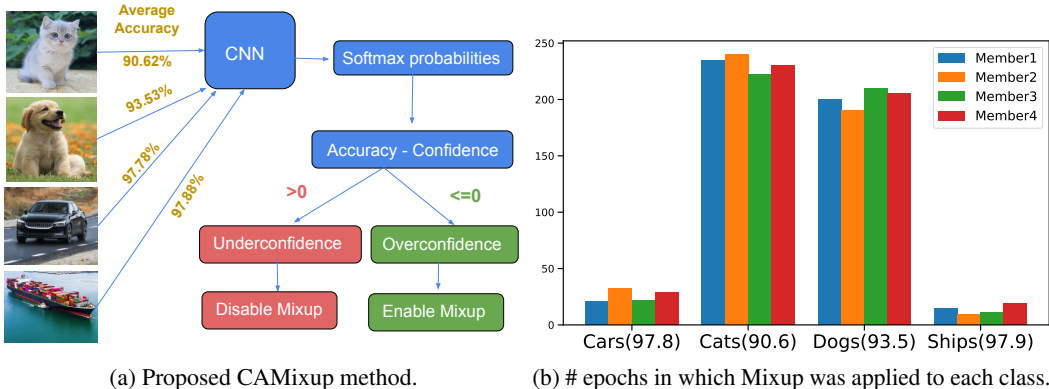 Average
Accuracy
90.62%
93.53%
97.78%
97.88%
CNN
Softmax probabilities
Accuracy - Confidence
>0
<=0
Underconfidence
Overconfidence
Disable Mixup
Enable Mixup
(a) Proposed CAMixup method.
250
200
150
100
50
0
Member1
Member2
Member3
Member4
Cars(97.8)
Cats(90.6)
Dogs(93.5)
Ships(97.9)
(b) # epochs in which Mixup was applied to each class.